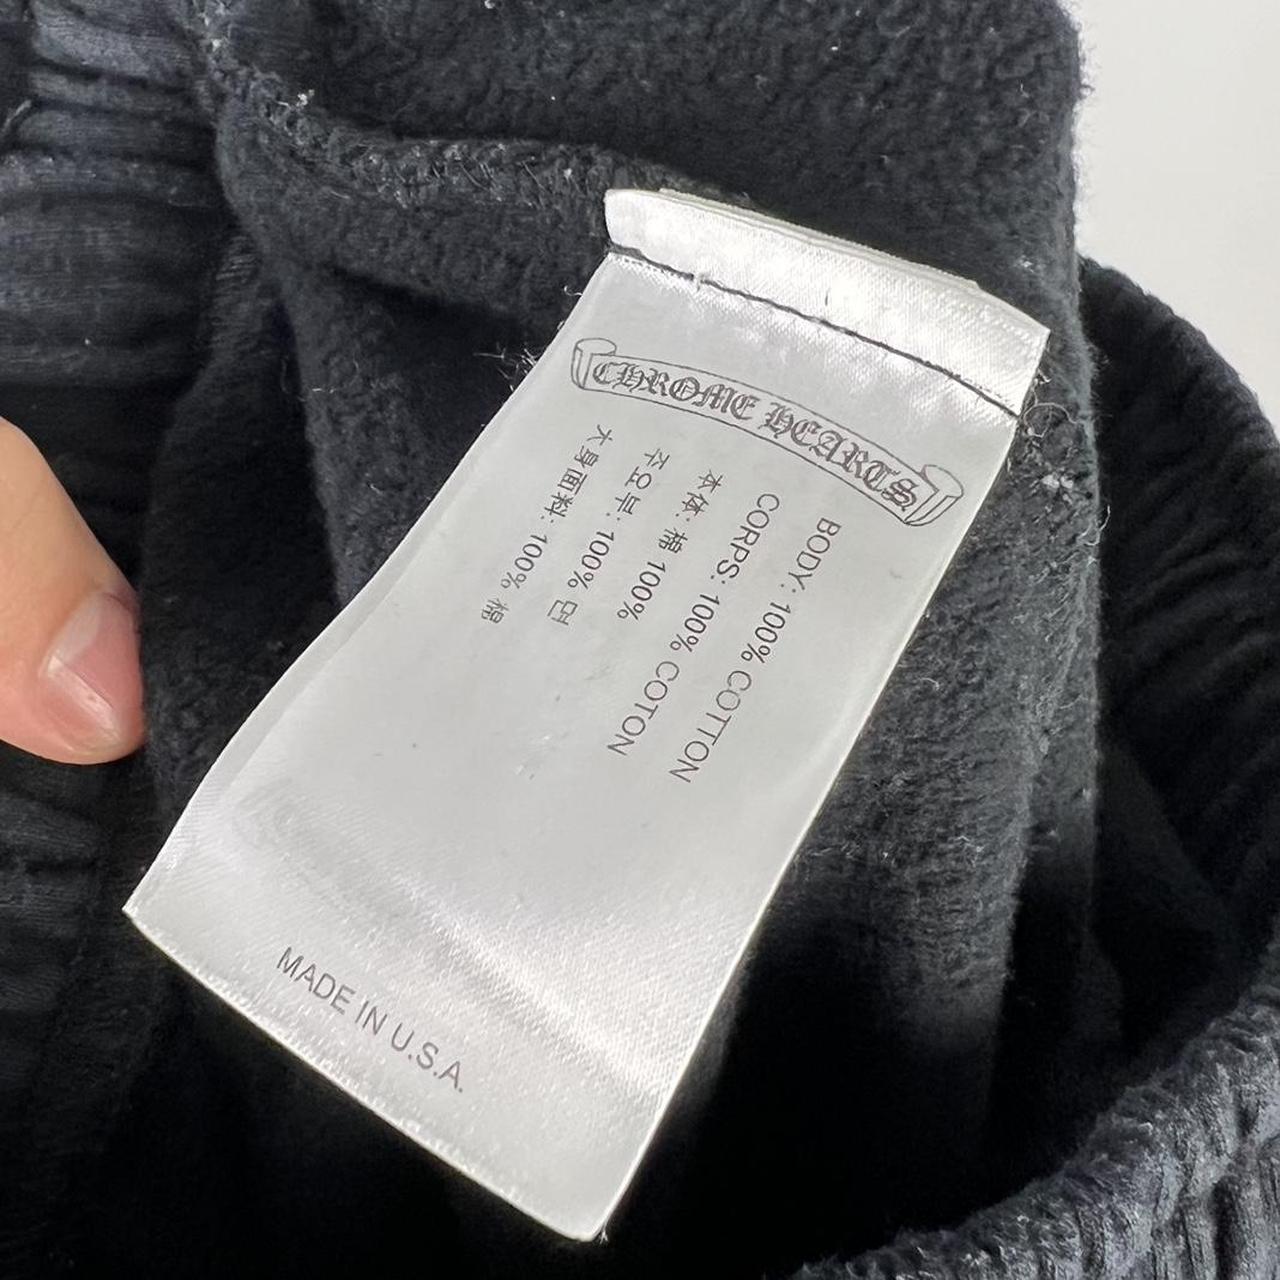 CHROME HEARTS
BODY: 100% COTTON
CORPS: 100% COTON
本体: 棉 100%
주요부: 100% 면
大身面料: 100% 棉
MADE IN U.S.A.